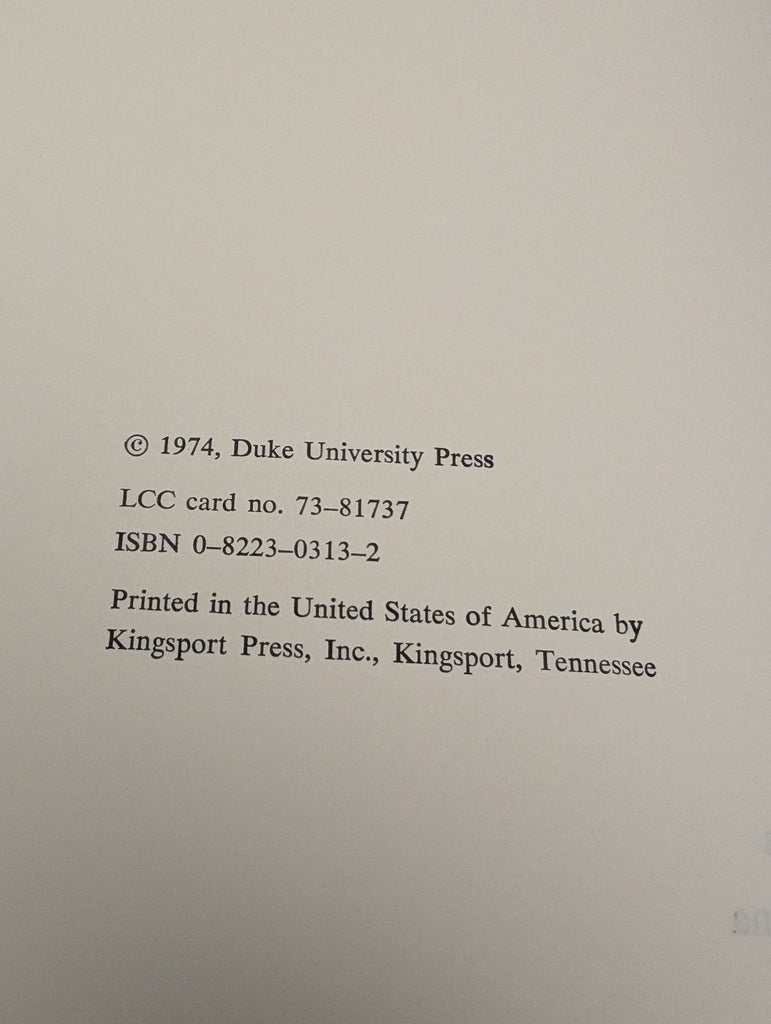 © 1974, Duke University Press
LCC card no. 73–81737
ISBN 0–8223–0313–2
Printed in the United States of America by
Kingsport Press, Inc., Kingsport, Tennessee